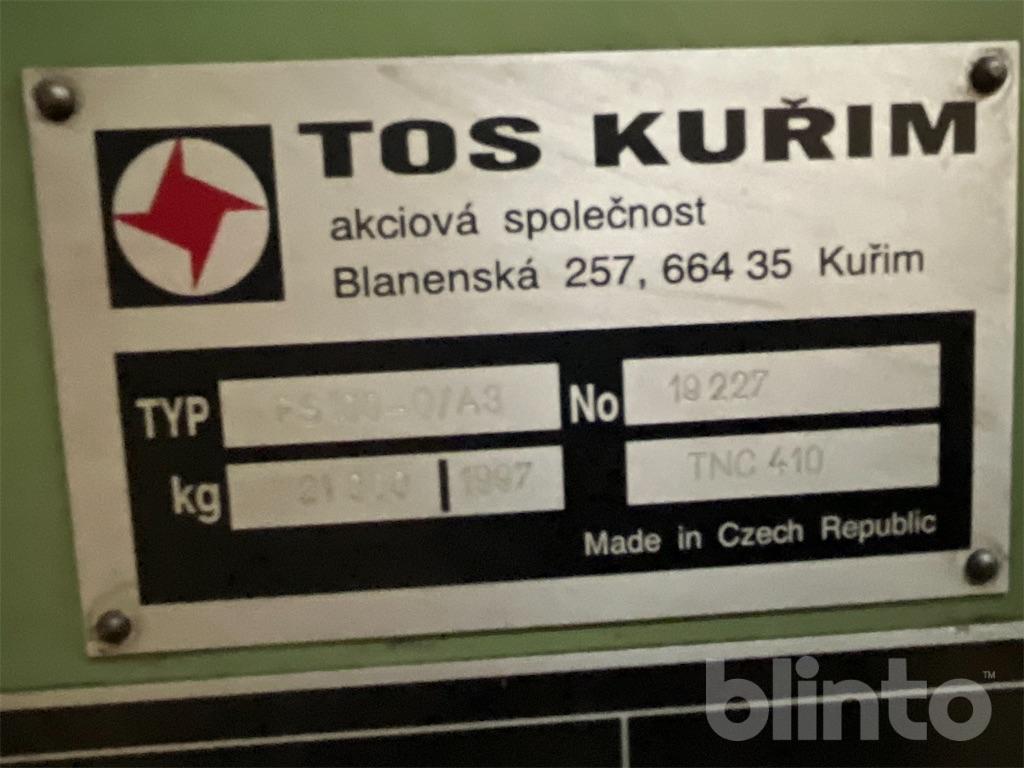 TOS KUŘIM
akciová společnost
Blanenská 257, 664 35 Kuřim
TYP No 19 227
kg 1997 TNC 410
Made in Czech Republic
blinto™